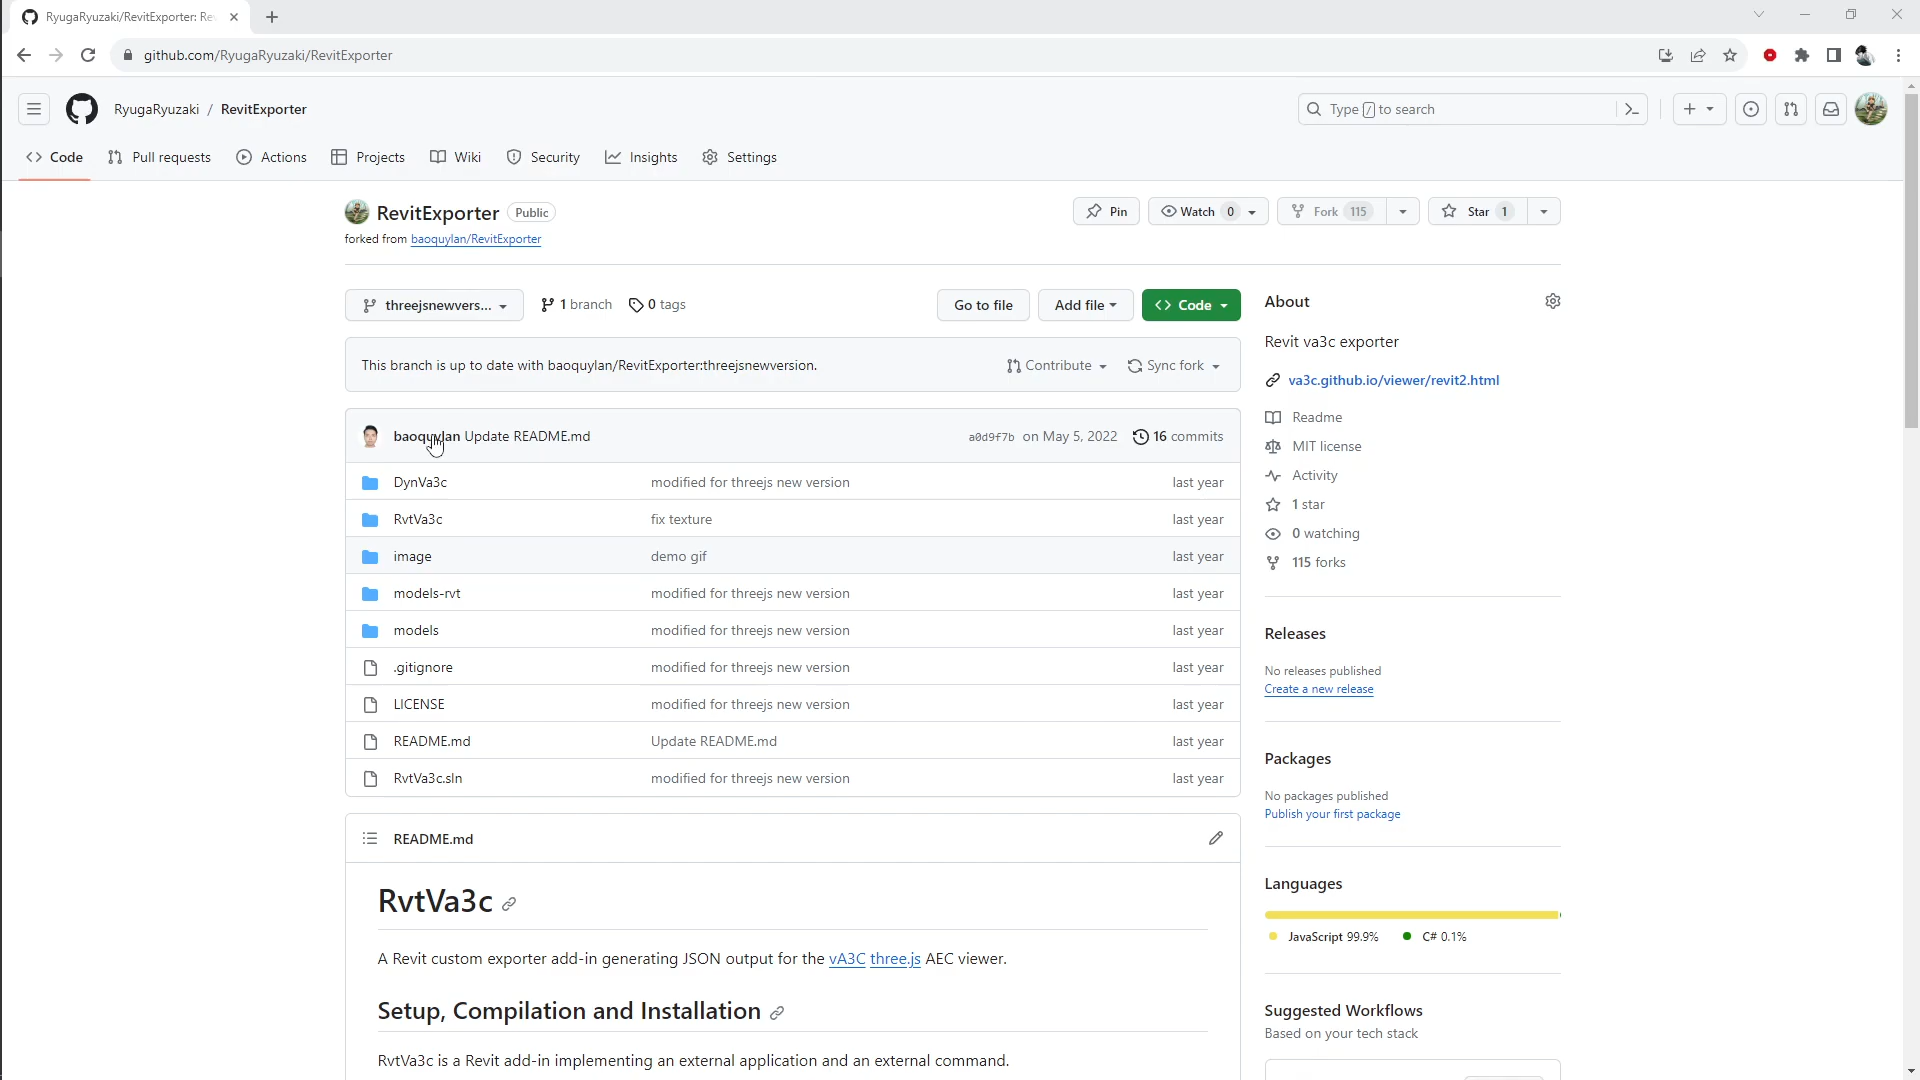 RyugaRyuzaki/RevitExporter: Re
github.com/RyugaRyuzaki/RevitExporter
RyugaRyuzaki / RevitExporter
Type / to search
Code Pull requests Actions Projects Wiki Security Insights Settings
RevitExporter Public
Pin Watch 0 Fork 115 Star 1
forked from baoquylan/RevitExporter
threejsnewvers... 1 branch 0 tags Go to file Add file Code
This branch is up to date with baoquylan/RevitExporter:threejsnewversion. Contribute Sync fork
baoquylan Update README.md a0d9f7b on May 5, 2022 16 commits
DynVa3c modified for threejs new version last year
RvtVa3c fix texture last year
image demo gif last year
models-rvt modified for threejs new version last year
models modified for threejs new version last year
.gitignore modified for threejs new version last year
LICENSE modified for threejs new version last year
README.md Update README.md last year
RvtVa3c.sln modified for threejs new version last year
README.md
RvtVa3c
A Revit custom exporter add-in generating JSON output for the vA3C three.js AEC viewer.
Setup, Compilation and Installation
RvtVa3c is a Revit add-in implementing an external application and an external command.
About
Revit va3c exporter
va3c.github.io/viewer/revit2.html
Readme
MIT license
Activity
1 star
0 watching
115 forks
Releases
No releases published
Create a new release
Packages
No packages published
Publish your first package
Languages
JavaScript 99.9% C# 0.1%
Suggested Workflows
Based on your tech stack